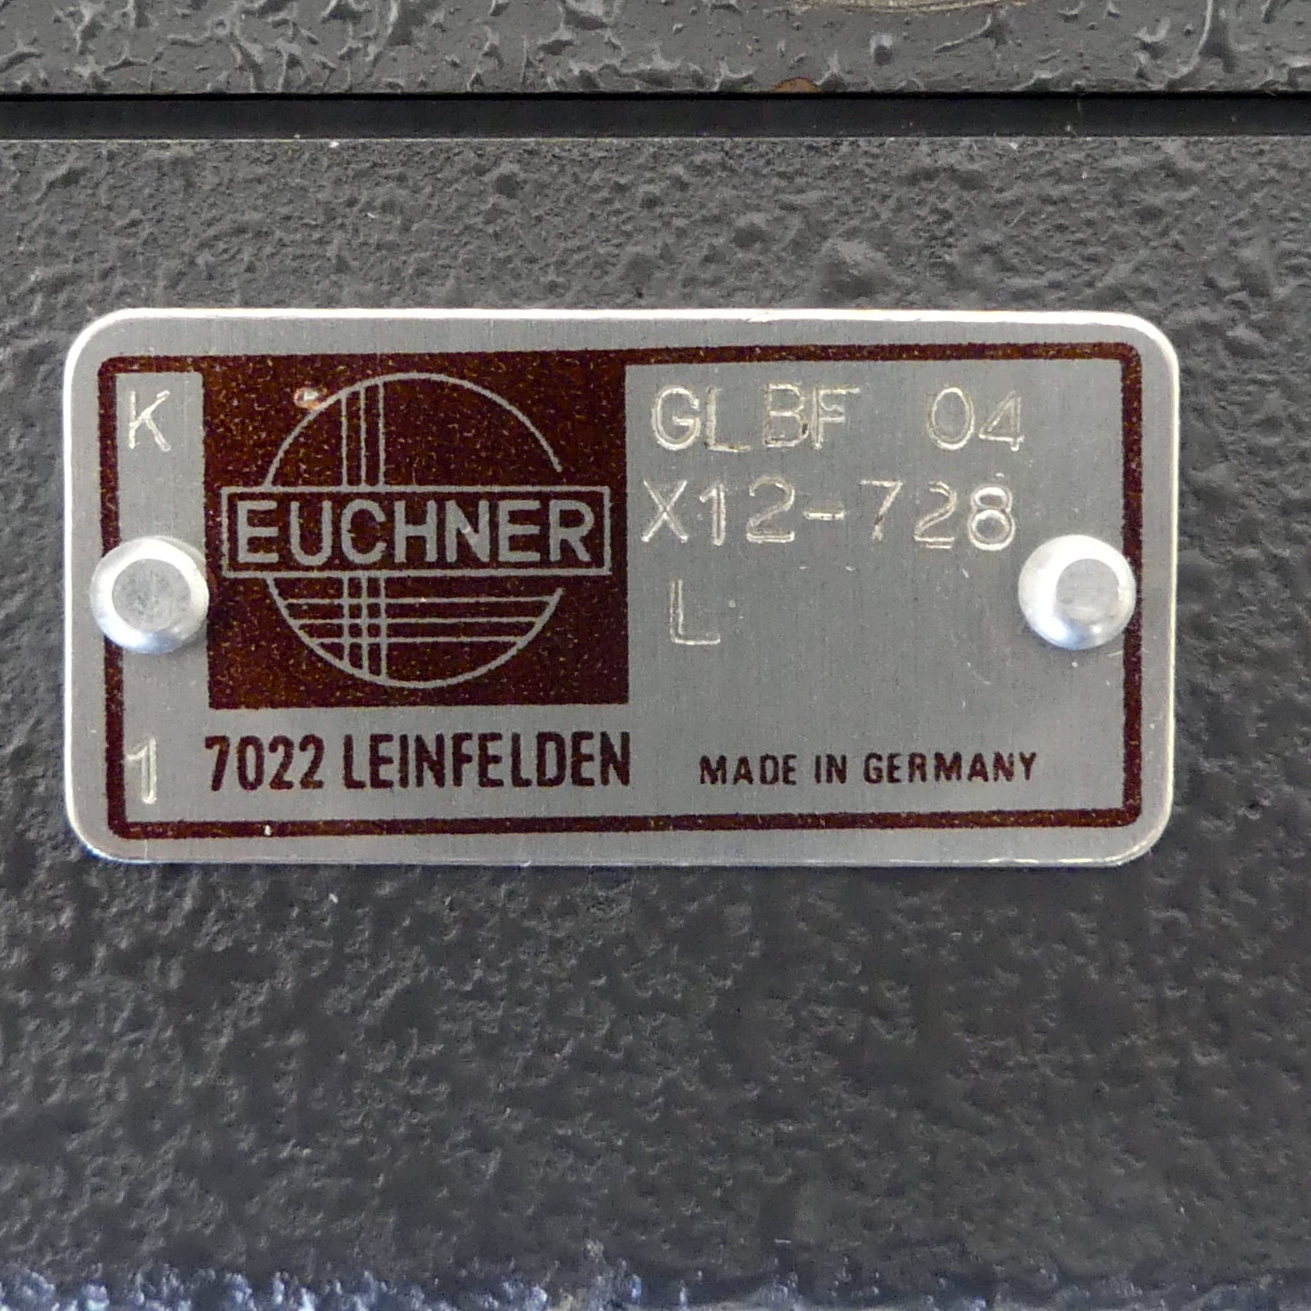 K
EUCHNER
GLBF 04
X12-728
L
1
7022 LEINFELDEN
MADE IN GERMANY